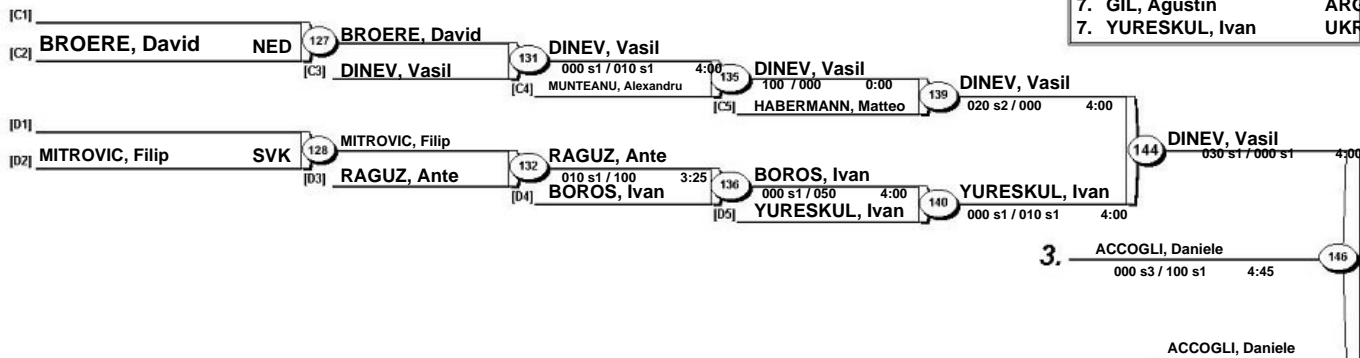 7. GIL, Agustin ARG
7. YURESKUL, Ivan UKR
[C1]
[C2] BROERE, David NED
127
BROERE, David
[C3] DINEV, Vasil
131
DINEV, Vasil
000 s1 / 010 s1 4:00
[C4] MUNTEANU, Alexandru
135
DINEV, Vasil
100 / 000 0:00
[C5] HABERMANN, Matteo
139
DINEV, Vasil
020 s2 / 000 4:00
[D1]
[D2] MITROVIC, Filip SVK
128
MITROVIC, Filip
[D3] RAGUZ, Ante
132
RAGUZ, Ante
010 s1 / 100 3:25
[D4] BOROS, Ivan
136
BOROS, Ivan
000 s1 / 050 4:00
[D5] YURESKUL, Ivan
140
YURESKUL, Ivan
000 s1 / 010 s1 4:00
144
DINEV, Vasil
030 s1 / 000 s1 4:00
3. ACCOGLI, Daniele
000 s3 / 100 s1 4:45
146
ACCOGLI, Daniele